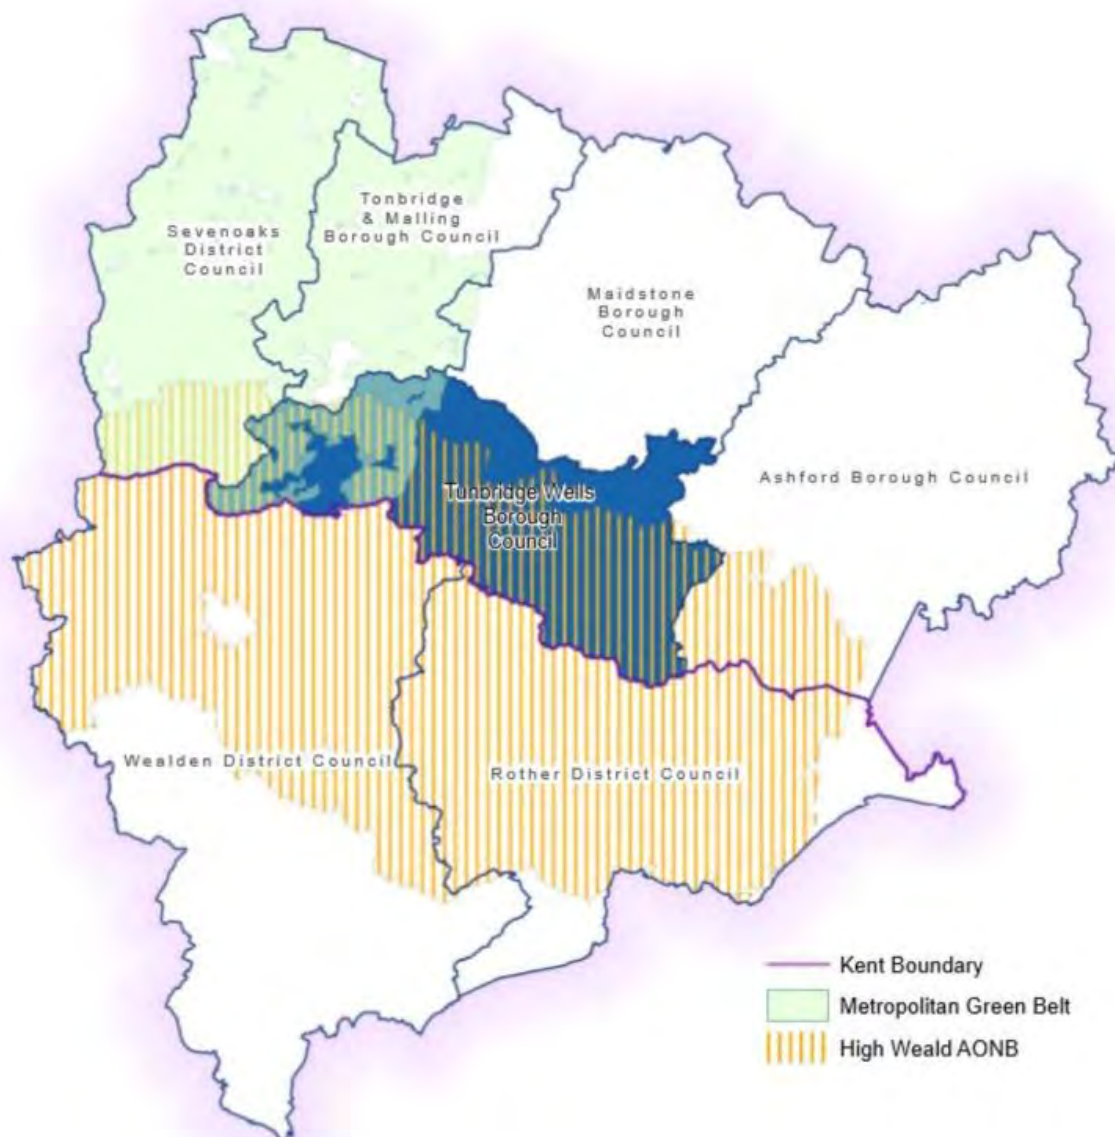 Tonbridge
& Malling
Borough Council
Sevenoaks
District
Council
Maidstone
Borough
Council
Ashford Borough Council
Tunbridge Wells
Borough
Council
Wealden District Council
Rother District Council
Kent Boundary
Metropolitan Green Belt
High Weald AONB